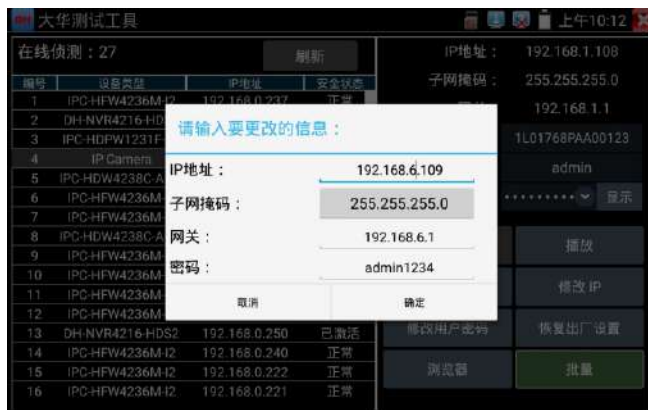 大华测试工具
上午10:12
在线侦测：27
刷新
IP地址：
192.168.1.108
子网掩码：
255.255.255.0
192.168.1.1
1L01768PAA00123
admin
显示
编号 设备类型 IP地址 安全状态
1 IPC-HFW4236M-I2 192.168.0.237 正常
2 DH-NVR4216-HD
3 IPC-HDPW1231F
4 IP Camera
5 IPC-HDW4238C-A
6 IPC-HFW4236M
7 IPC-HFW4236M
8 IPC-HDW4238C-A
9 IPC-HFW4236M
10 IPC-HFW4236M
11 IPC-HFW4236M
12 IPC-HFW4236M
13 DH-NVR4216-HDS2 192.168.0.250 已激活
14 IPC-HFW4236M-I2 192.168.0.240 正常
15 IPC-HFW4236M-I2 192.168.0.222 正常
16 IPC-HFW4236M-I2 192.168.0.221 正常
请输入要更改的信息：
IP地址： 192.168.6.109
子网掩码： 255.255.255.0
网关： 192.168.6.1
密码： admin1234
取消 确定
播放
修改IP
修改用户密码 恢复出厂设置
浏览器 批量